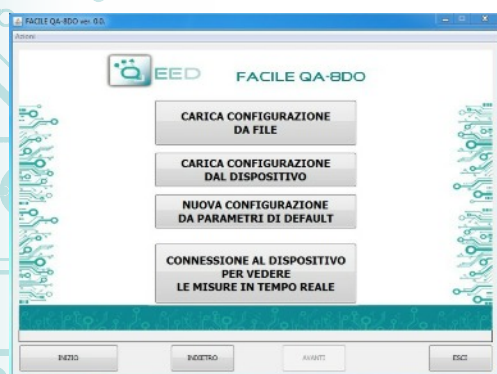 FACILE QA-8DO ver. 0.0.
Azioni
QEED
FACILE QA-8DO
CARICA CONFIGURAZIONE
DA FILE
CARICA CONFIGURAZIONE
DAL DISPOSITIVO
NUOVA CONFIGURAZIONE
DA PARAMETRI DI DEFAULT
CONNESSIONE AL DISPOSITIVO
PER VEDERE
LE MISURE IN TEMPO REALE
INIZIO
INDIETRO
AVANTI
ESCI